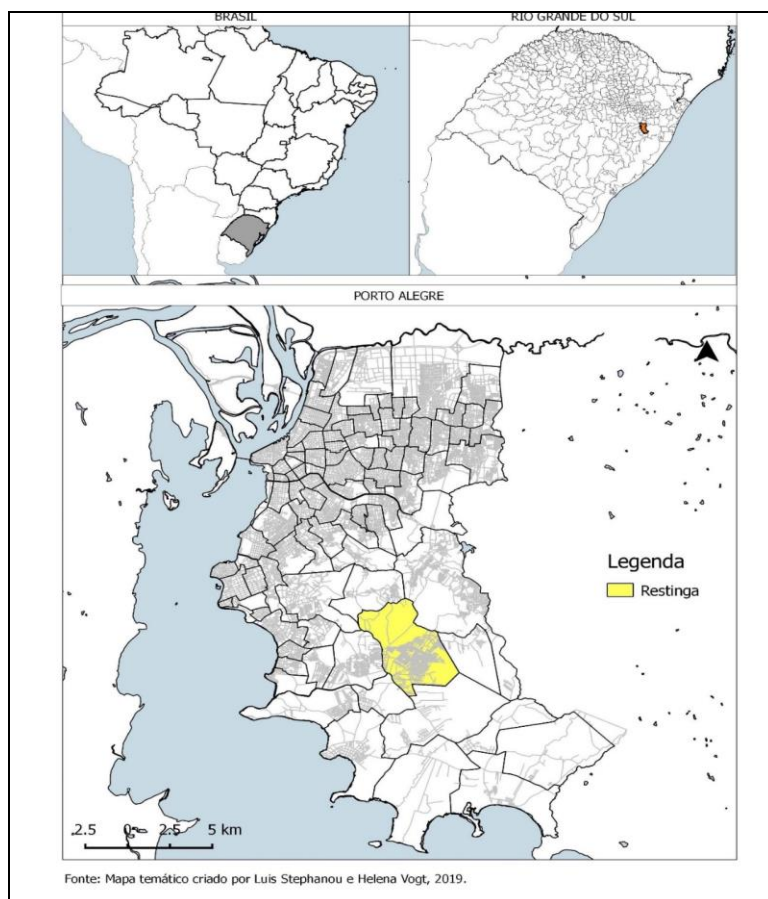 BRASIL
RIO GRANDE DO SUL
PORTO ALEGRE
Legenda
Restinga
2.5 0 2.5 5 km
Fonte: Mapa temático criado por Luis Stephanou e Helena Vogt, 2019.